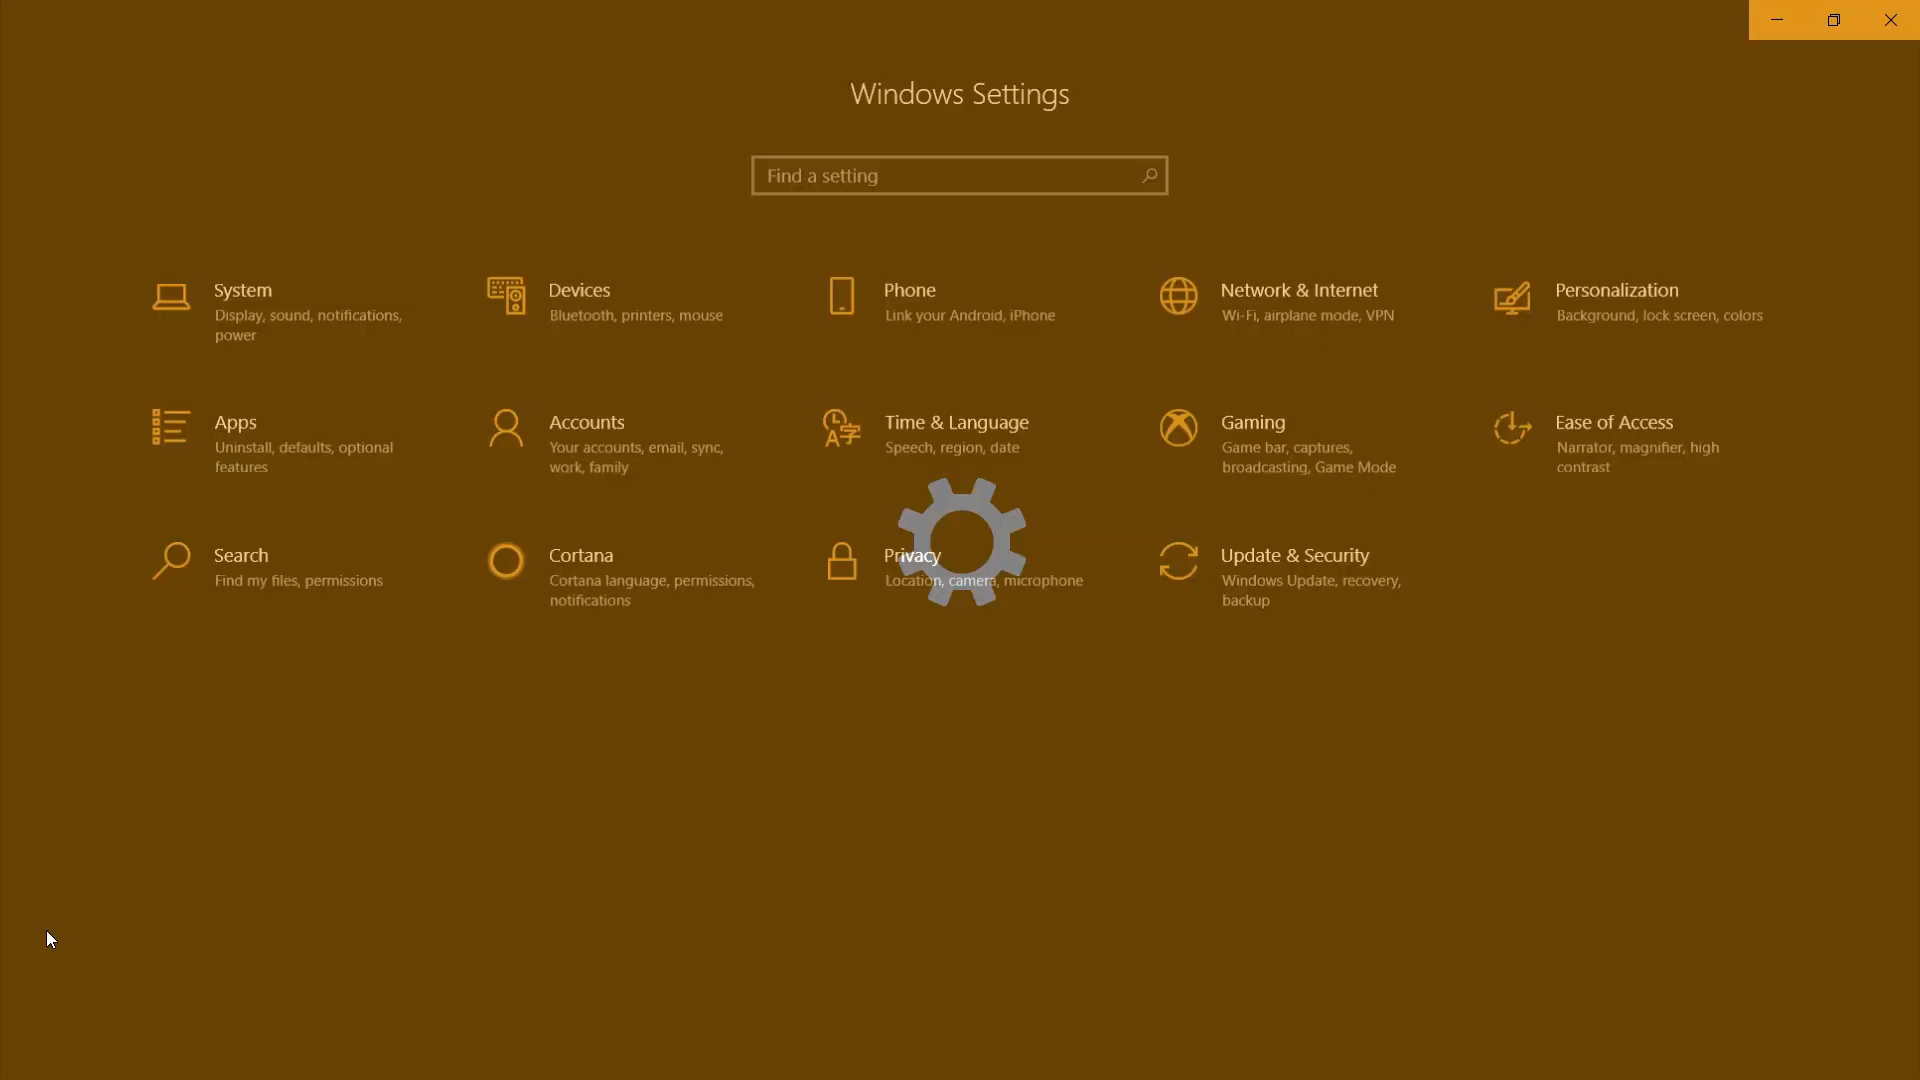 Windows Settings
Find a setting
System
Display, sound, notifications,
power
Devices
Bluetooth, printers, mouse
Phone
Link your Android, iPhone
Network & Internet
Wi-Fi, airplane mode, VPN
Personalization
Background, lock screen, colors
Apps
Uninstall, defaults, optional
features
Accounts
Your accounts, email, sync,
work, family
Time & Language
Speech, region, date
Gaming
Game bar, captures,
broadcasting, Game Mode
Ease of Access
Narrator, magnifier, high
contrast
Search
Find my files, permissions
Cortana
Cortana language, permissions,
notifications
Privacy
Location, camera, microphone
Update & Security
Windows Update, recovery,
backup